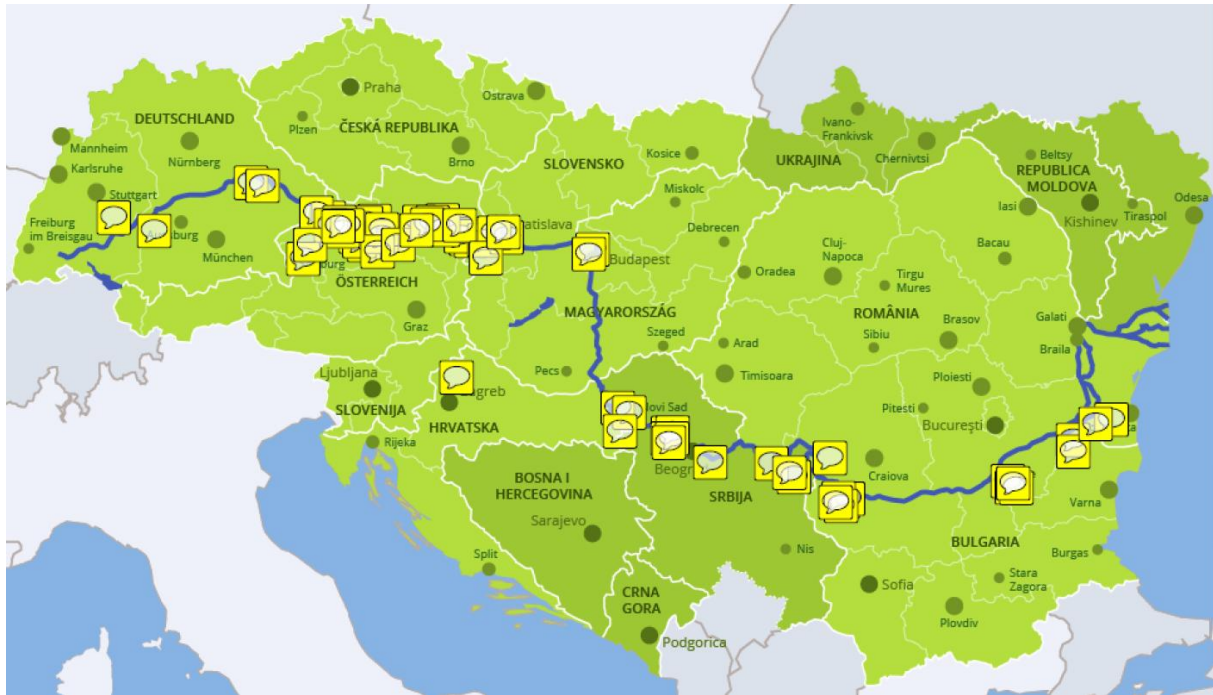 Praha
Ostrava
DEUTSCHLAND
Plzen
ČESKÁ REPUBLIKA
Mannheim
Nürnberg
Brno
Karlsruhe
Stuttgart
SLOVENSKO
Kosice
Ivano-
Frankivsk
Chernivtsi
UKRAJINA
Beltsy
REPUBLICA
MOLDOVA
Kishinev
Tiraspol
Odesa
Miskolc
Iasi
Freiburg
im Breisgau
München
Debrecen
Bacau
Budapest
Cluj-
Napoca
Oradea
Tirgu
Mures
ÖSTERREICH
MAGYARORSZÁG
ROMÂNIA
Graz
Szeged
Arad
Sibiu
Brasov
Galati
Braila
Ljubljana
Pecs
Timisoara
Ploiesti
SLOVENIJA
Pitesti
Bucureşti
HRVATSKA
Rijeka
BOSNA I
HERCEGOVINA
SRBIJA
Craiova
Varna
Sarajevo
BULGARIA
Split
Nis
Burgas
CRNA
GORA
Sofia
Stara
Zagora
Plovdiv
Podgorica